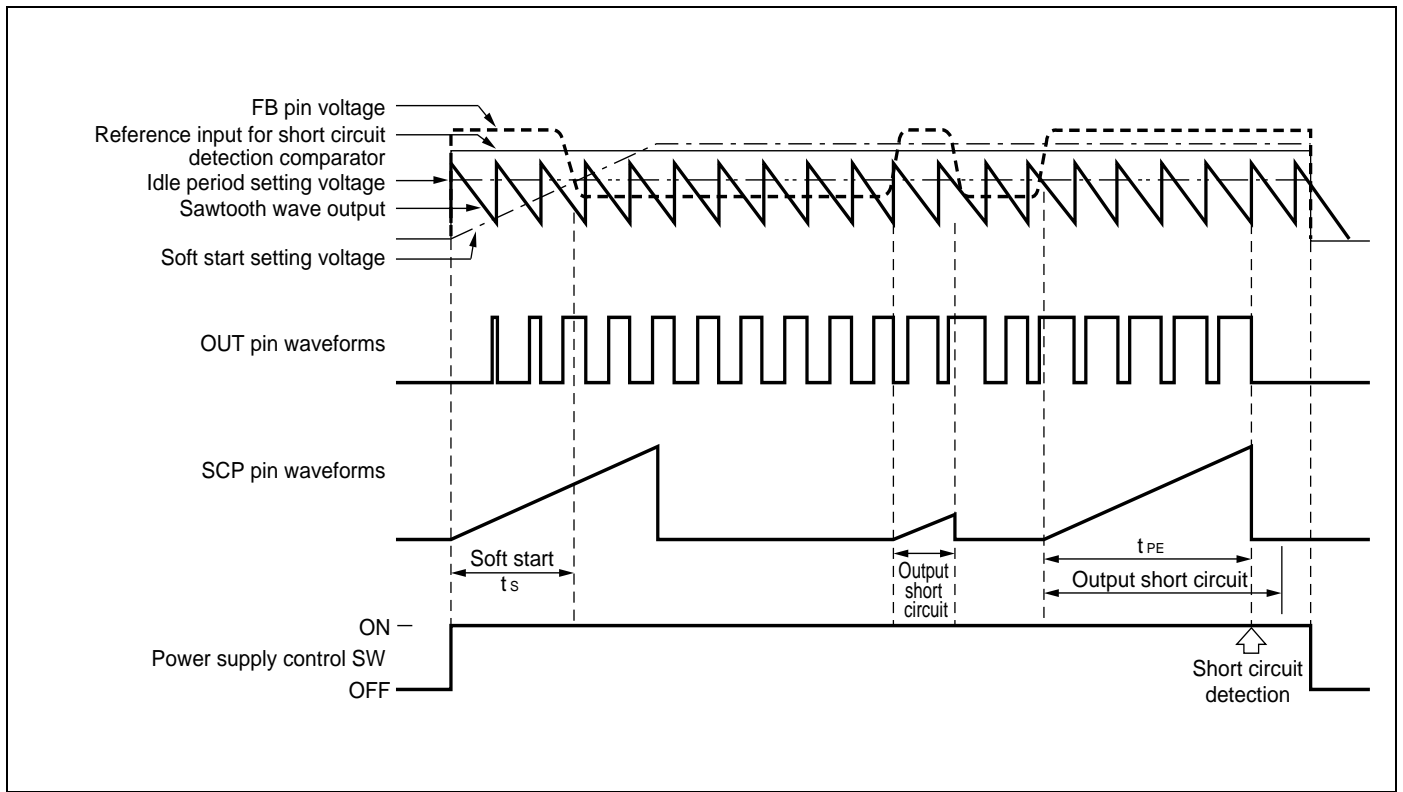 FB pin voltage
Reference input for short circuit
detection comparator
Idle period setting voltage
Sawtooth wave output
Soft start setting voltage
OUT pin waveforms
SCP pin waveforms
Soft start
t S
Output
short
circuit
t PE
Output short circuit
ON
Power supply control SW
OFF
Short circuit
detection